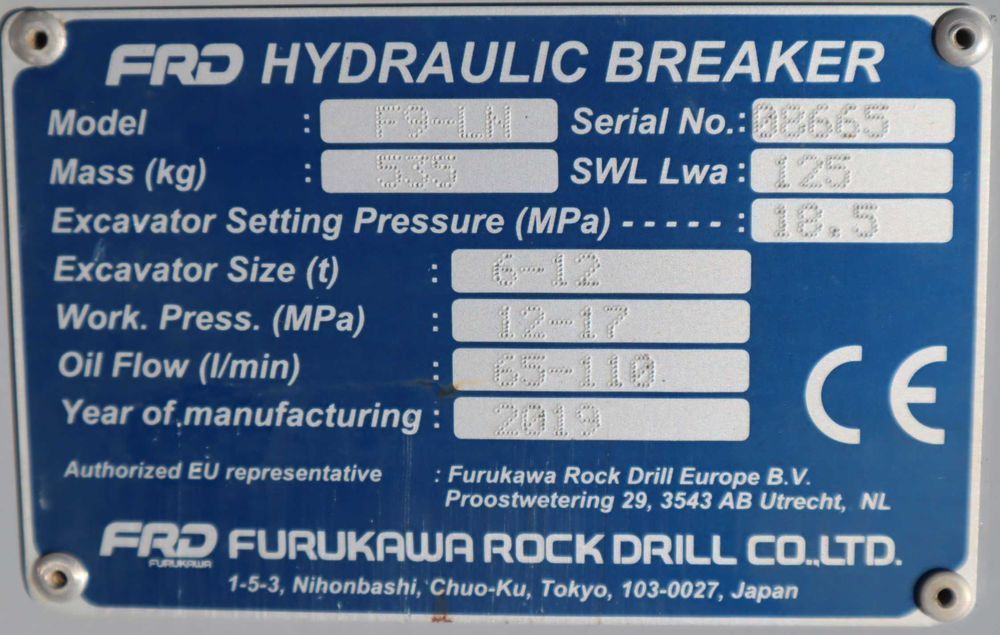 FRD HYDRAULIC BREAKER
Model : F9-LN Serial No.: 08665
Mass (kg) : 535 SWL Lwa : 125
Excavator Setting Pressure (MPa) - - - - - : 18.5
Excavator Size (t) : 6-12
Work. Press. (MPa) : 12-17
Oil Flow (l/min) : 65-110
Year of manufacturing : 2019
CE
Authorized EU representative : Furukawa Rock Drill Europe B.V.
Proostwetering 29, 3543 AB Utrecht, NL
FRD FURUKAWA ROCK DRILL CO.,LTD.
FURUKAWA
1-5-3, Nihonbashi, Chuo-Ku, Tokyo, 103-0027, Japan